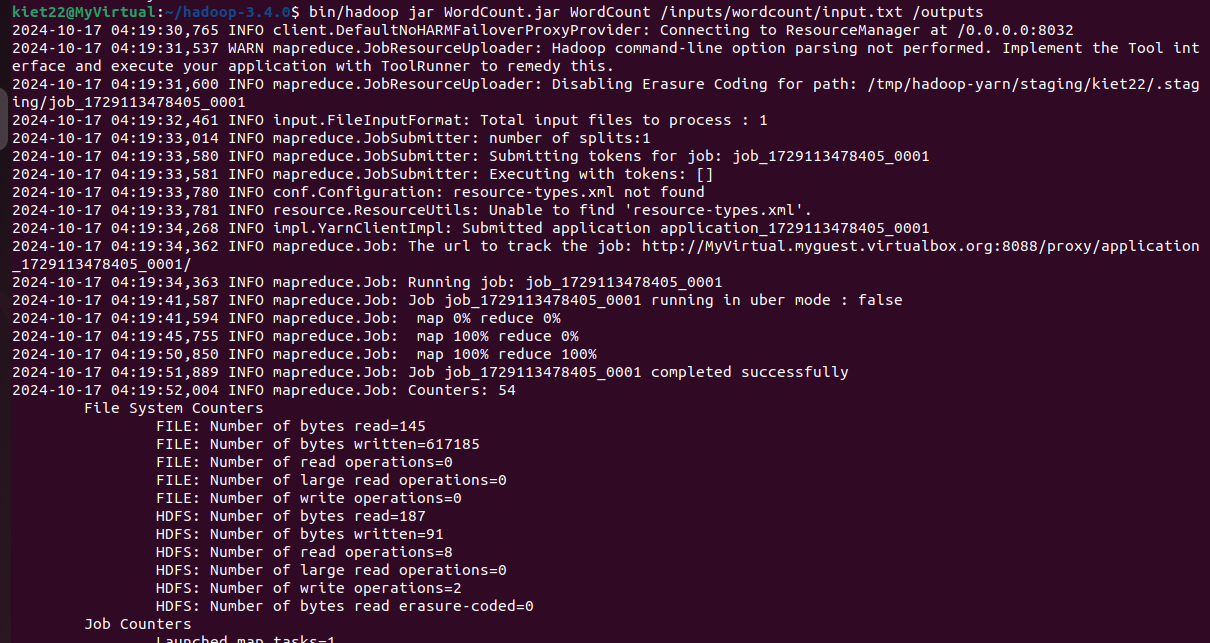 kiet22@MyVirtual:~/hadoop-3.4.0$ bin/hadoop jar WordCount.jar WordCount /inputs/wordcount/input.txt /outputs
2024-10-17 04:19:30,765 INFO client.DefaultNoHARMFailoverProxyProvider: Connecting to ResourceManager at /0.0.0.0:8032
2024-10-17 04:19:31,537 WARN mapreduce.JobResourceUploader: Hadoop command-line option parsing not performed. Implement the Tool int
erface and execute your application with ToolRunner to remedy this.
2024-10-17 04:19:31,600 INFO mapreduce.JobResourceUploader: Disabling Erasure Coding for path: /tmp/hadoop-yarn/staging/kiet22/.stag
ing/job_1729113478405_0001
2024-10-17 04:19:32,461 INFO input.FileInputFormat: Total input files to process : 1
2024-10-17 04:19:33,014 INFO mapreduce.JobSubmitter: number of splits:1
2024-10-17 04:19:33,580 INFO mapreduce.JobSubmitter: Submitting tokens for job: job_1729113478405_0001
2024-10-17 04:19:33,581 INFO mapreduce.JobSubmitter: Executing with tokens: []
2024-10-17 04:19:33,780 INFO conf.Configuration: resource-types.xml not found
2024-10-17 04:19:33,781 INFO resource.ResourceUtils: Unable to find 'resource-types.xml'.
2024-10-17 04:19:34,268 INFO impl.YarnClientImpl: Submitted application application_1729113478405_0001
2024-10-17 04:19:34,362 INFO mapreduce.Job: The url to track the job: http://MyVirtual.myguest.virtualbox.org:8088/proxy/application
_1729113478405_0001/
2024-10-17 04:19:34,363 INFO mapreduce.Job: Running job: job_1729113478405_0001
2024-10-17 04:19:41,587 INFO mapreduce.Job: Job job_1729113478405_0001 running in uber mode : false
2024-10-17 04:19:41,594 INFO mapreduce.Job:  map 0% reduce 0%
2024-10-17 04:19:45,755 INFO mapreduce.Job:  map 100% reduce 0%
2024-10-17 04:19:50,850 INFO mapreduce.Job:  map 100% reduce 100%
2024-10-17 04:19:51,889 INFO mapreduce.Job: Job job_1729113478405_0001 completed successfully
2024-10-17 04:19:52,004 INFO mapreduce.Job: Counters: 54
File System Counters
FILE: Number of bytes read=145
FILE: Number of bytes written=617185
FILE: Number of read operations=0
FILE: Number of large read operations=0
FILE: Number of write operations=0
HDFS: Number of bytes read=187
HDFS: Number of bytes written=91
HDFS: Number of read operations=8
HDFS: Number of large read operations=0
HDFS: Number of write operations=2
HDFS: Number of bytes read erasure-coded=0
Job Counters
Launched map tasks=1